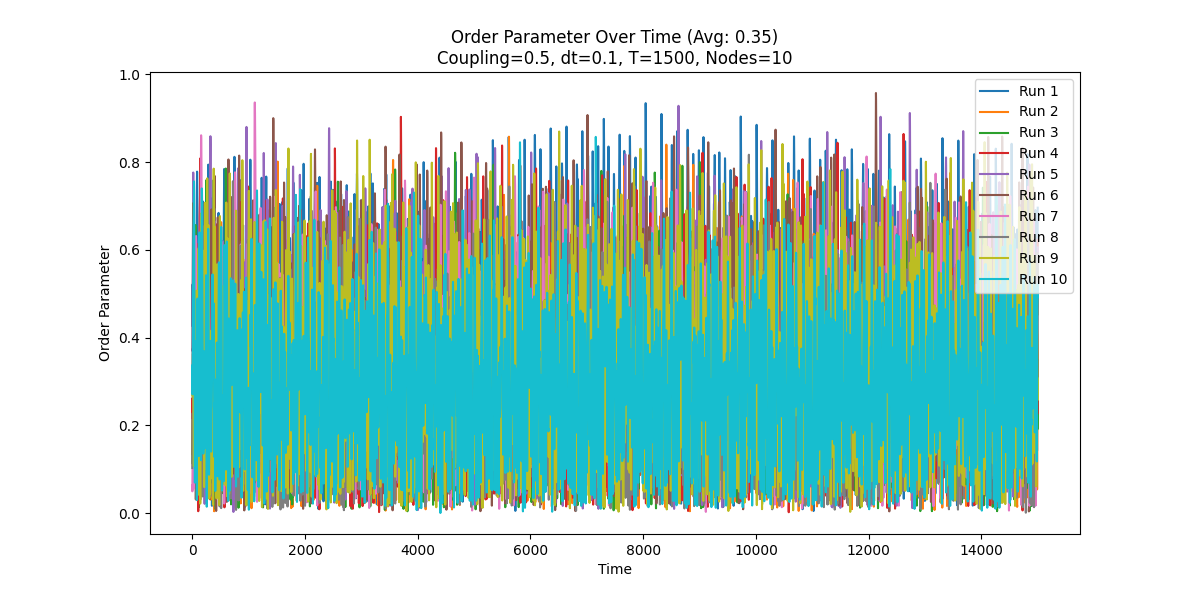 Order Parameter Over Time (Avg: 0.35)
Coupling=0.5, dt=0.1, T=1500, Nodes=10
1.0
0.8
0.6
0.4
0.2
0.0
Order Parameter
Run 1
Run 2
Run 3
Run 4
Run 5
Run 6
Run 7
Run 8
Run 9
Run 10
0 2000 4000 6000 8000 10000 12000 14000
Time